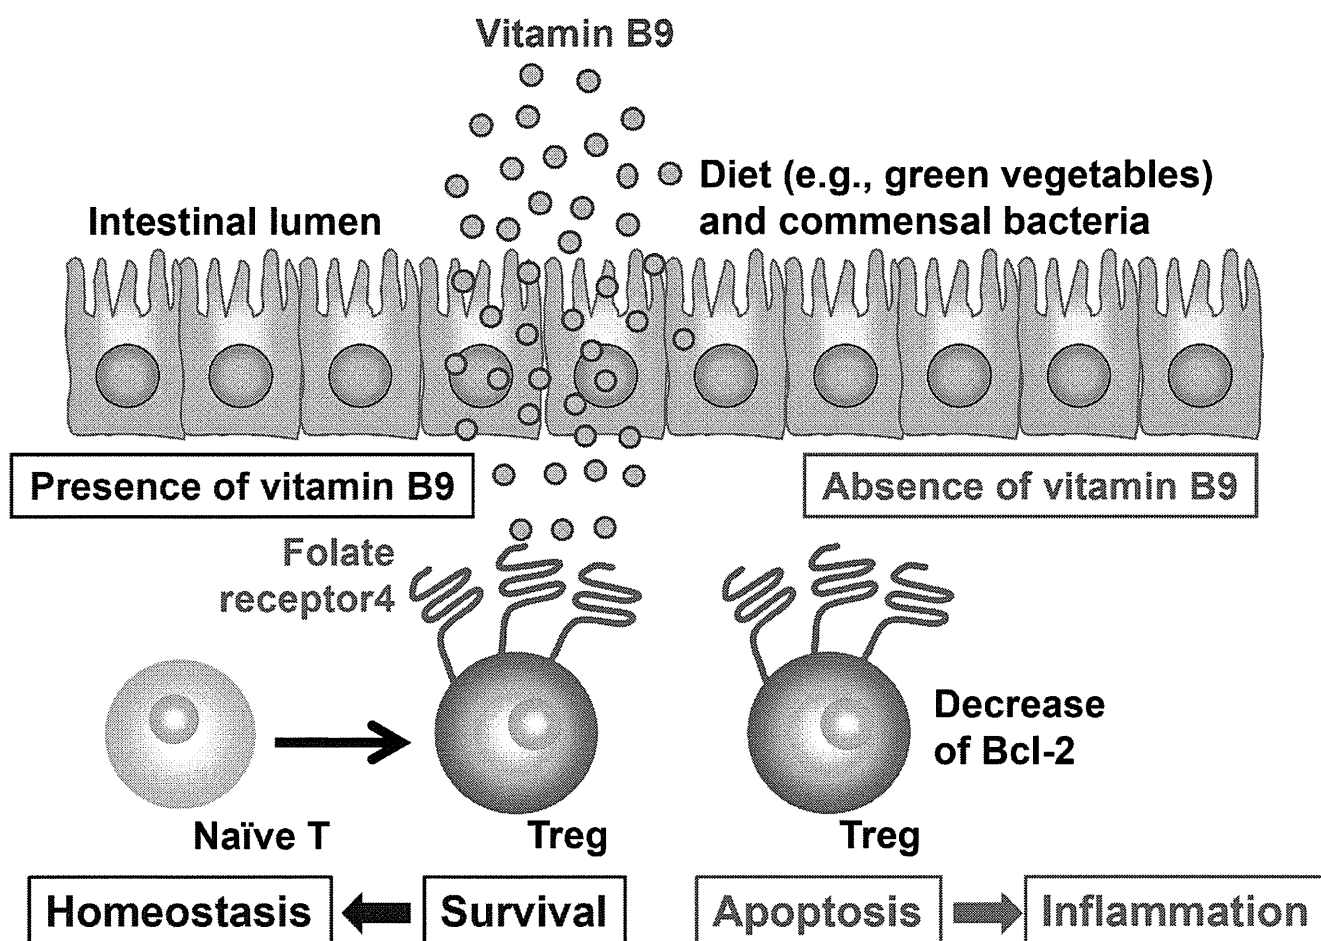 Vitamin B9
Diet (e.g., green vegetables)
and commensal bacteria
Intestinal lumen
Presence of vitamin B9
Absence of vitamin B9
Folate
receptor4
Decrease
of Bcl-2
Naïve T
Treg
Treg
Homeostasis
Survival
Apoptosis
Inflammation